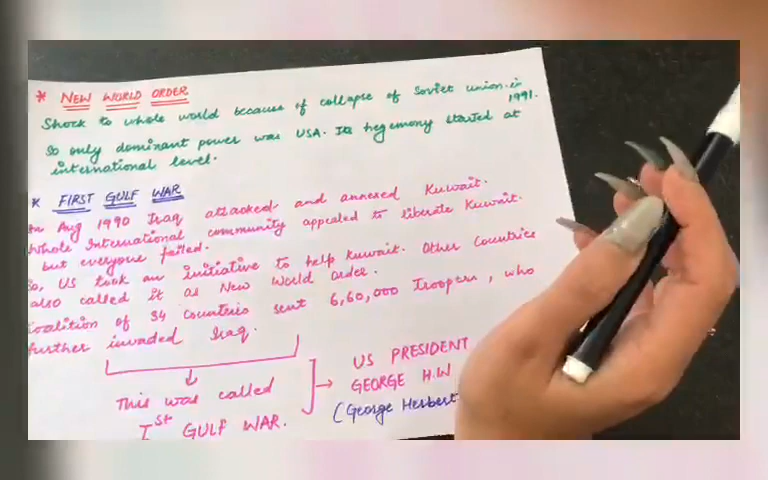 * NEW WORLD ORDER
Shock to whole world because of collapse of Soviet union in 1991.
So only dominant power was USA. Its hegemony started at
international level.
* FIRST GULF WAR
In Aug 1990 Iraq attacked and annexed Kuwait.
Whole International community appealed to liberate Kuwait.
but everyone failed.
So, US took an initiative to help Kuwait. Other Countries
also called it as New World Order.
Coalition of 34 countries sent 6,60,000 Troopers, who
further invaded Iraq.
This was called
Ist GULF WAR.
US PRESIDENT
GEORGE H.W
(George Herbert